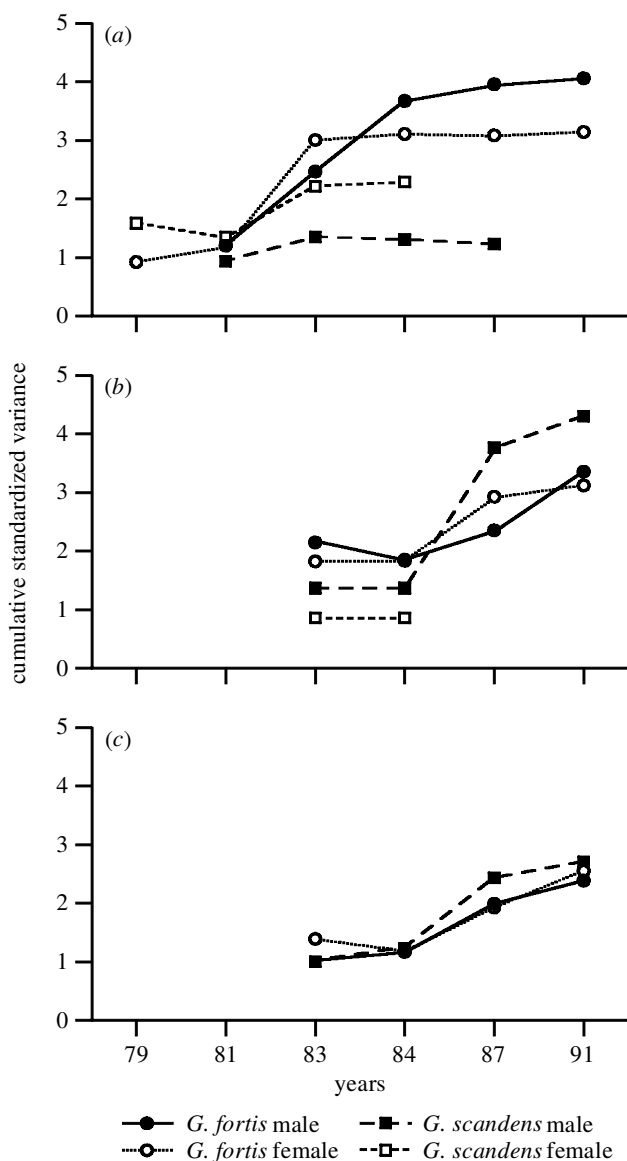 5
(a)
4
3
2
1
0
5
(b)
4
3
2
1
0
cumulative standardized variance
5
(c)
4
3
2
1
0
79 81 83 84 87 91
years
G. fortis male G. scandens male
G. fortis female G. scandens female